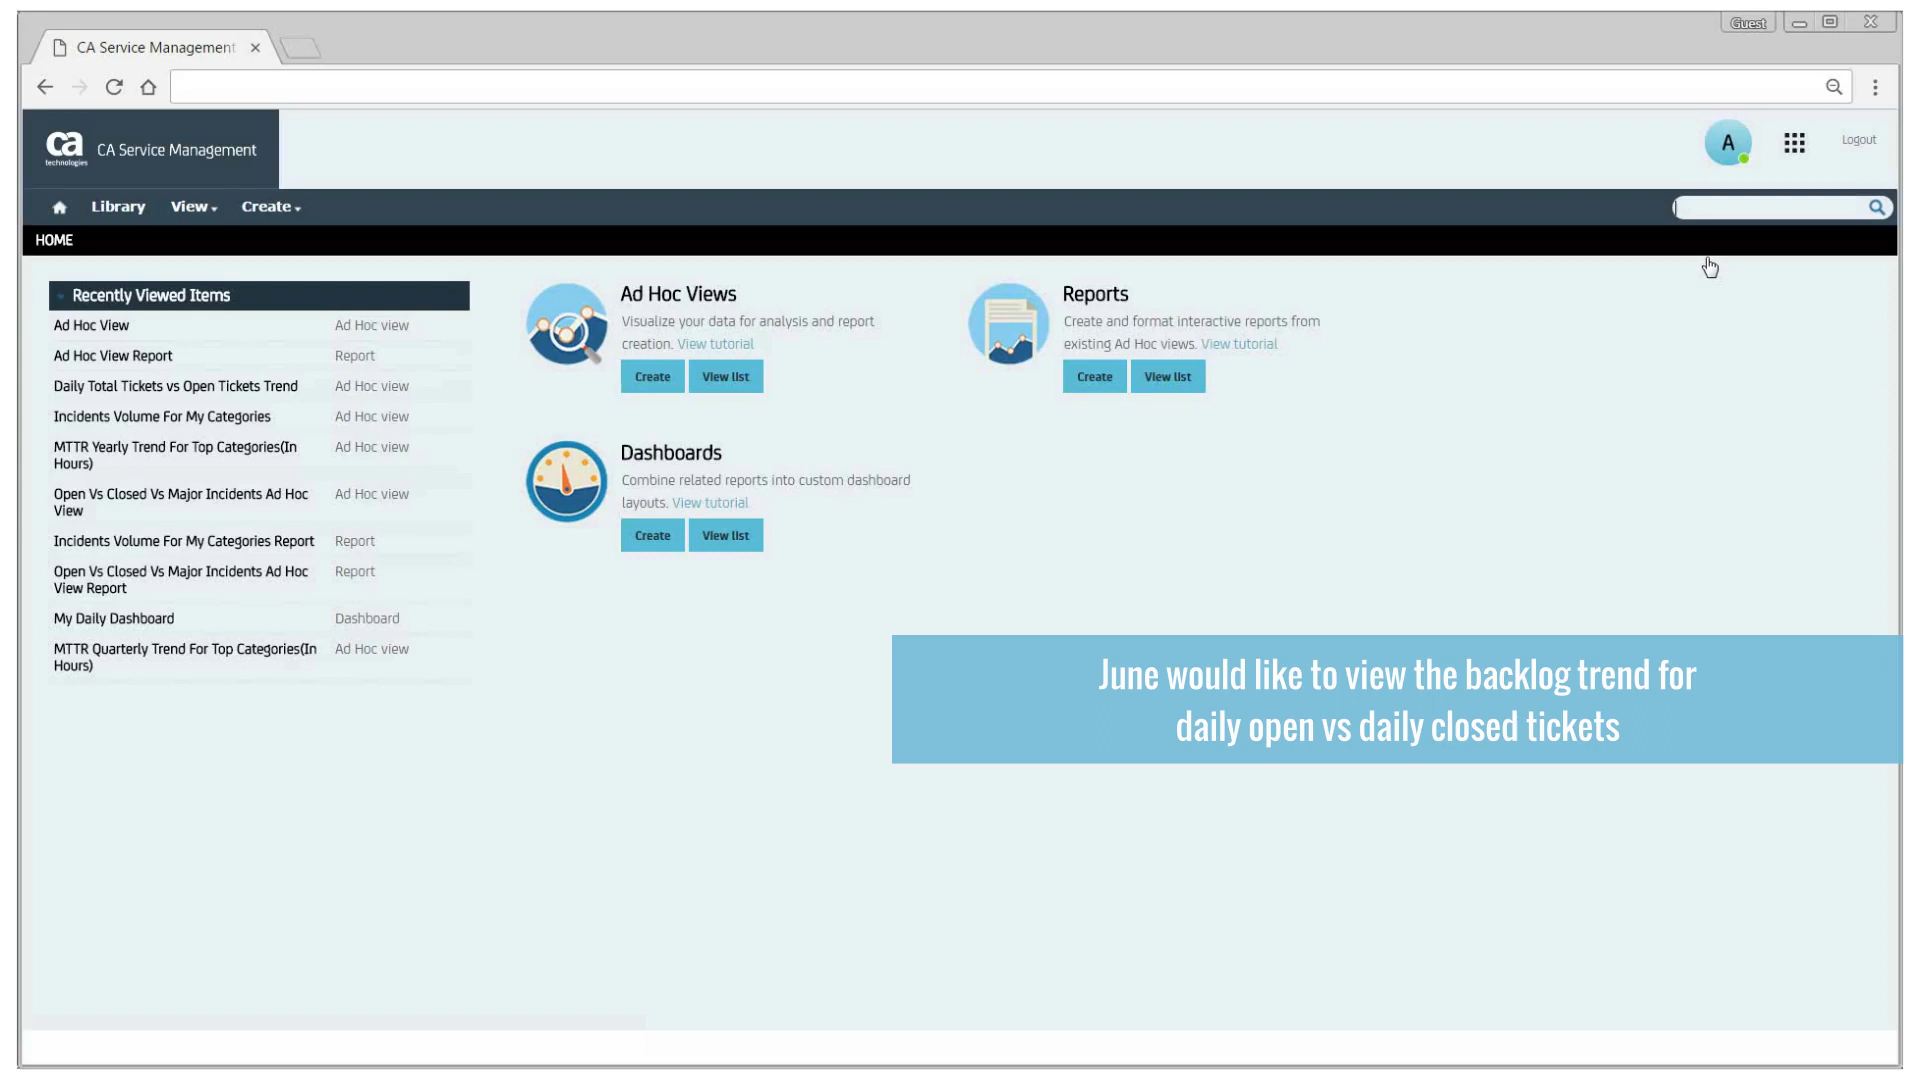 Guest
CA Service Management
ca
technologies
CA Service Management
A
Logout
Library View Create
HOME
Recently Viewed Items
Ad Hoc View Ad Hoc view
Ad Hoc View Report Report
Daily Total Tickets vs Open Tickets Trend Ad Hoc view
Incidents Volume For My Categories Ad Hoc view
MTTR Yearly Trend For Top Categories(In Ad Hoc view
Hours)
Open Vs Closed Vs Major Incidents Ad Hoc Ad Hoc view
View
Incidents Volume For My Categories Report Report
Open Vs Closed Vs Major Incidents Ad Hoc Report
View Report
My Daily Dashboard Dashboard
MTTR Quarterly Trend For Top Categories(In Ad Hoc view
Hours)
Ad Hoc Views
Visualize your data for analysis and report
creation. View tutorial
Create View list
Reports
Create and format interactive reports from
existing Ad Hoc views. View tutorial
Create View list
Dashboards
Combine related reports into custom dashboard
layouts. View tutorial
Create View list
June would like to view the backlog trend for
daily open vs daily closed tickets